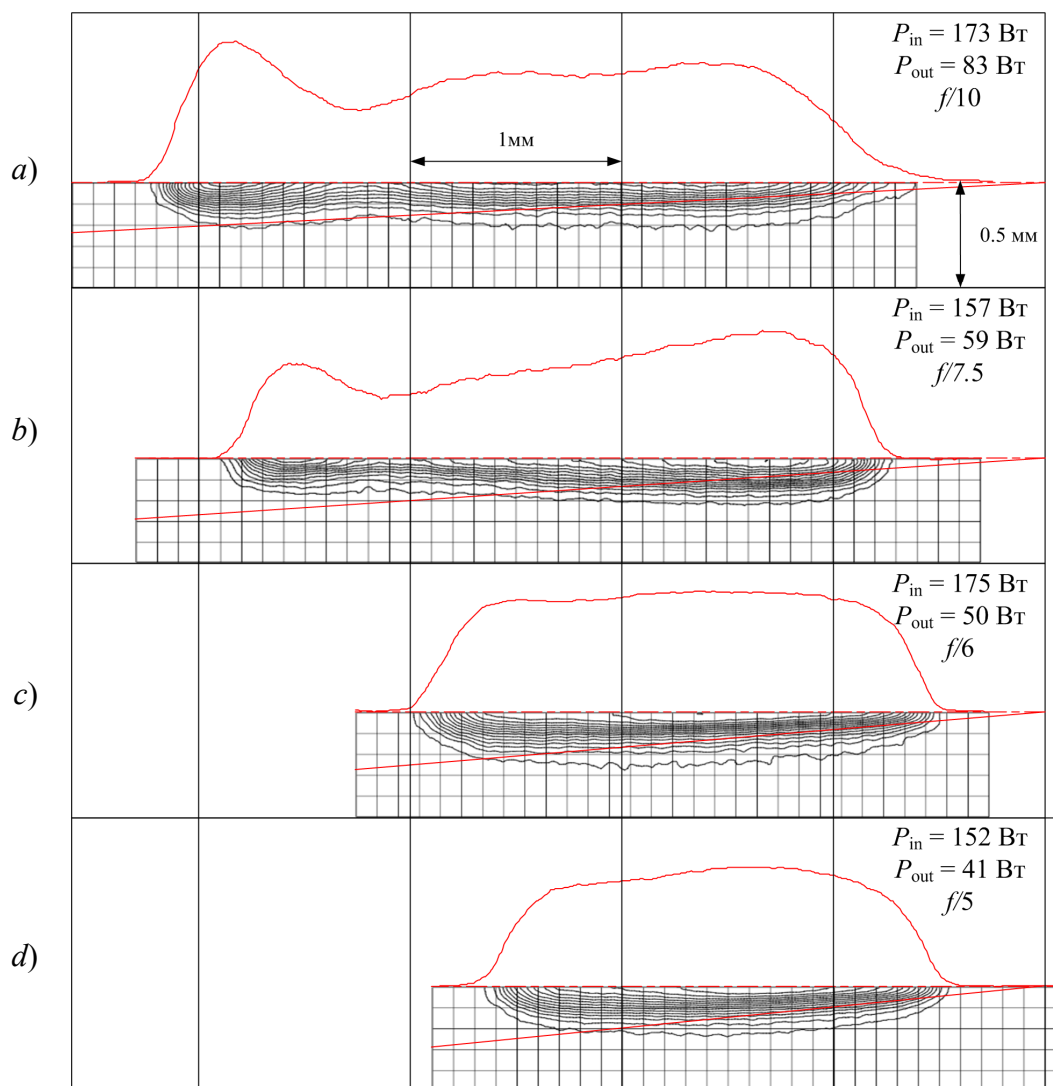 P_in = 173 Вт
P_out = 83 Вт
f/10
a)
1мм
0.5 мм
P_in = 157 Вт
P_out = 59 Вт
f/7.5
b)
P_in = 175 Вт
P_out = 50 Вт
f/6
c)
P_in = 152 Вт
P_out = 41 Вт
f/5
d)